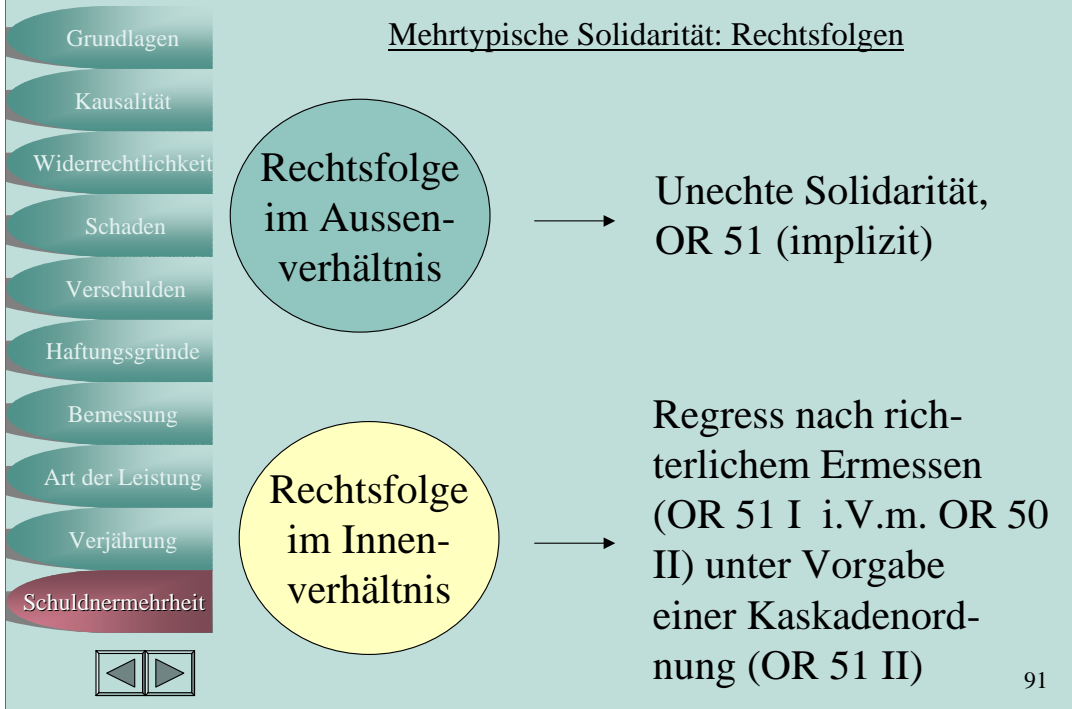 Grundlagen
Kausalität
Widerrechtlichkeit
Schaden
Verschulden
Haftungsgründe
Bemessung
Art der Leistung
Verjährung
Schuldnermehrheit
Mehrtypische Solidarität: Rechtsfolgen
Rechtsfolge
im Aussen-
verhältnis
Unechte Solidarität,
OR 51 (implizit)
Rechtsfolge
im Innen-
verhältnis
Regress nach rich-
terlichem Ermessen
(OR 51 I i.V.m. OR 50
II) unter Vorgabe
einer Kaskadenord-
nung (OR 51 II)
91